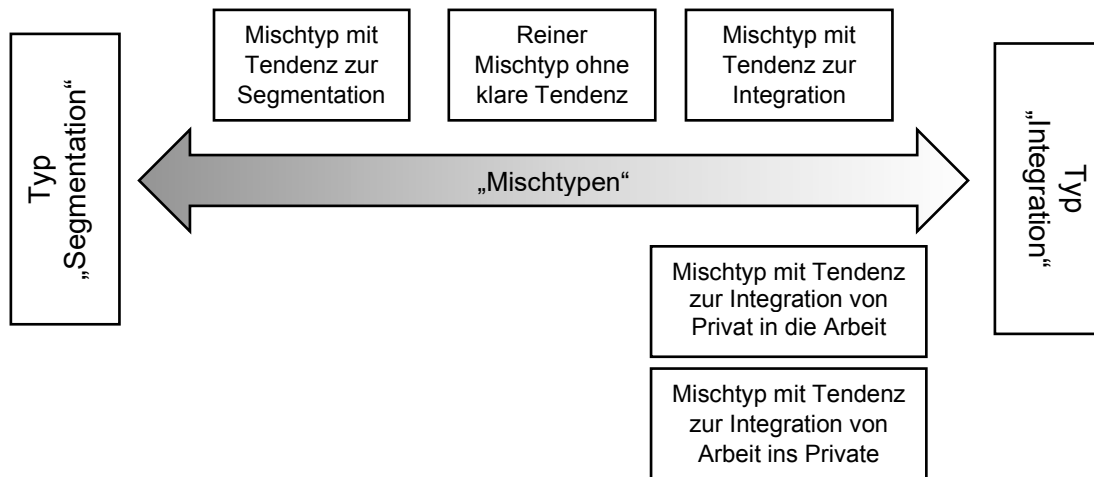 Typ
„Segmentation“
Mischtyp mit
Tendenz zur
Segmentation
Reiner
Mischtyp ohne
klare Tendenz
Mischtyp mit
Tendenz zur
Integration
„Mischtypen“
Typ
„Integration“
Mischtyp mit Tendenz
zur Integration von
Privat in die Arbeit
Mischtyp mit Tendenz
zur Integration von
Arbeit ins Private